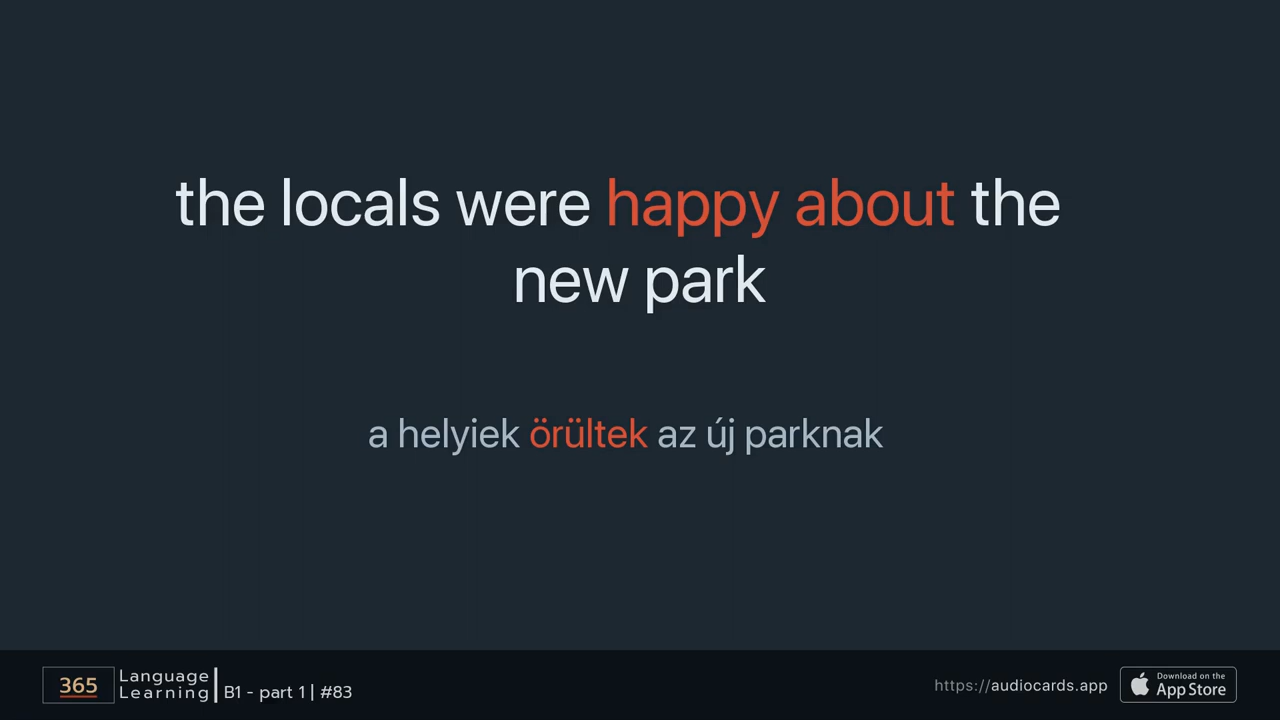 the locals were happy about the
new park
a helyiek örültek az új parknak
365
Language
Learning
B1 - part 1 | #83
https://audiocards.app
Download on the
App Store